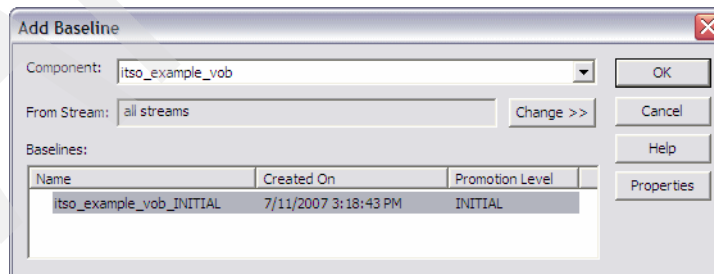 Add Baseline
Component: itso_example_vob
OK
From Stream: all streams
Change >>
Cancel
Baselines:
Help
Name Created On Promotion Level
Properties
itso_example_vob_INITIAL 7/11/2007 3:18:43 PM INITIAL